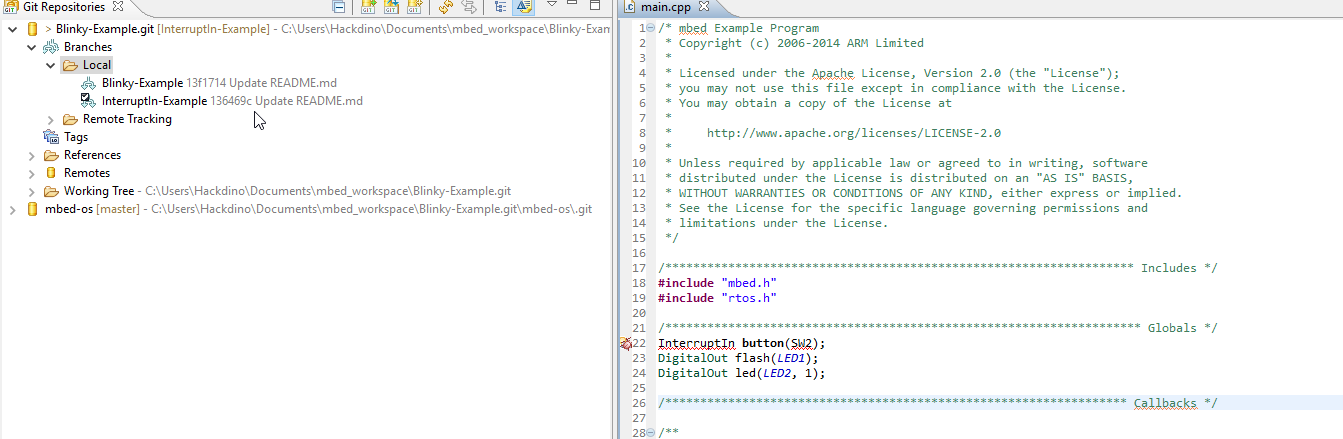 Git Repositories
> Blinky-Example.git [InterruptIn-Example] - C:\Users\Hackdino\Documents\mbed_workspace\Blinky-Exam
Branches
Local
Blinky-Example 13f1714 Update README.md
InterruptIn-Example 136469c Update README.md
Remote Tracking
Tags
References
Remotes
Working Tree - C:\Users\Hackdino\Documents\mbed_workspace\Blinky-Example.git
mbed-os [master] - C:\Users\Hackdino\Documents\mbed_workspace\Blinky-Example.git\mbed-os\.git
main.cpp
1 /* mbed Example Program
2  * Copyright (c) 2006-2014 ARM Limited
3  *
4  * Licensed under the Apache License, Version 2.0 (the "License");
5  * you may not use this file except in compliance with the License.
6  * You may obtain a copy of the License at
7  *
8  *     http://www.apache.org/licenses/LICENSE-2.0
9  *
10  * Unless required by applicable law or agreed to in writing, software
11  * distributed under the License is distributed on an "AS IS" BASIS,
12  * WITHOUT WARRANTIES OR CONDITIONS OF ANY KIND, either express or implied.
13  * See the License for the specific language governing permissions and
14  * limitations under the License.
15  */
16
17 /******************************************************************* Includes */
18 #include "mbed.h"
19 #include "rtos.h"
20
21 /******************************************************************** Globals */
22 InterruptIn button(SW2);
23 DigitalOut flash(LED1);
24 DigitalOut led(LED2, 1);
25
26 /****************************************************************** Callbacks */
27
28 /**